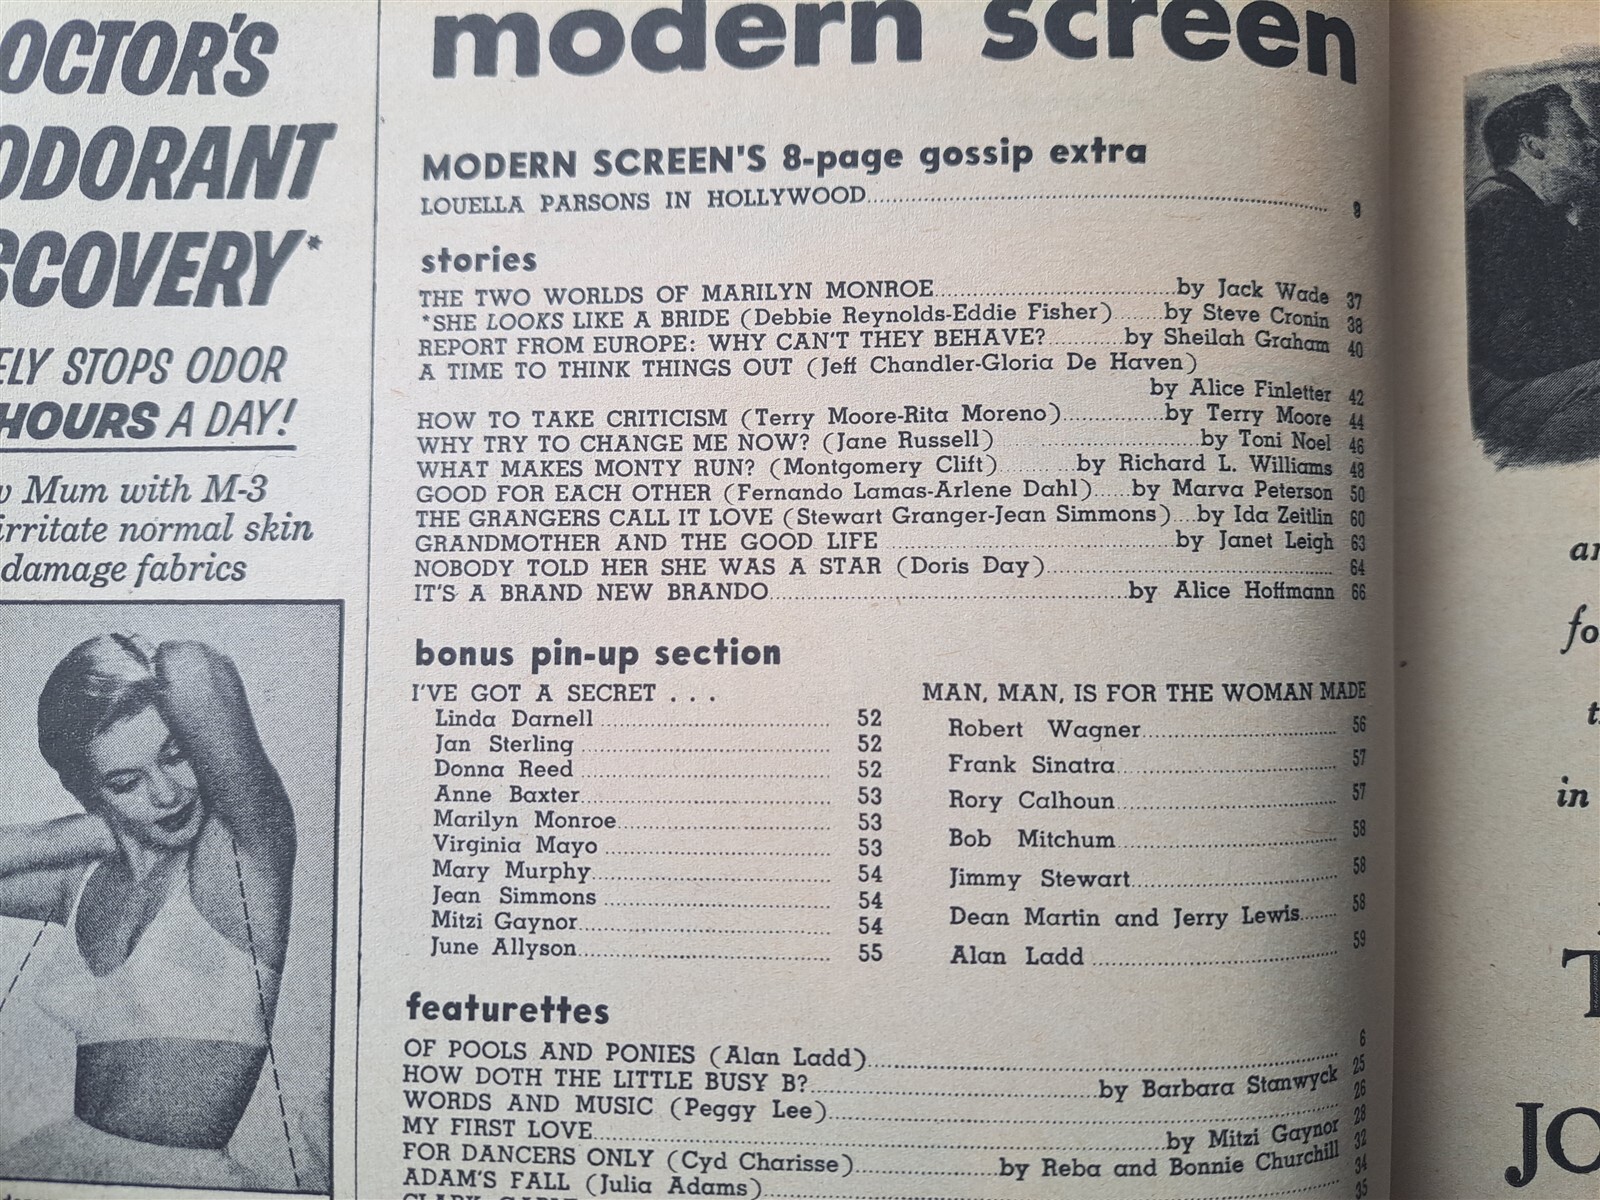 OCTOR'S
ODORANT
SCOVERY*
ELY STOPS ODOR
HOURS A DAY!
Mum with M-3
irritate normal skin
damage fabrics
modern screen
MODERN SCREEN'S 8-page gossip extra
LOUELLA PARSONS IN HOLLYWOOD 9
stories
THE TWO WORLDS OF MARILYN MONROE by Jack Wade 37
*SHE LOOKS LIKE A BRIDE (Debbie Reynolds-Eddie Fisher) by Steve Cronin 38
REPORT FROM EUROPE: WHY CAN'T THEY BEHAVE? by Sheilah Graham 40
A TIME TO THINK THINGS OUT (Jeff Chandler-Gloria De Haven)
by Alice Finletter 42
HOW TO TAKE CRITICISM (Terry Moore-Rita Moreno) by Terry Moore 44
WHY TRY TO CHANGE ME NOW? (Jane Russell) by Toni Noel 46
WHAT MAKES MONTY RUN? (Montgomery Clift) by Richard L. Williams 48
GOOD FOR EACH OTHER (Fernando Lamas-Arlene Dahl) by Marva Peterson 50
THE GRANGERS CALL IT LOVE (Stewart Granger-Jean Simmons) by Ida Zeitlin 60
GRANDMOTHER AND THE GOOD LIFE by Janet Leigh 63
NOBODY TOLD HER SHE WAS A STAR (Doris Day) 64
IT'S A BRAND NEW BRANDO by Alice Hoffmann 66
bonus pin-up section
I'VE GOT A SECRET . . .
Linda Darnell 52
Jan Sterling 52
Donna Reed 52
Anne Baxter 53
Marilyn Monroe 53
Virginia Mayo 53
Mary Murphy 54
Jean Simmons 54
Mitzi Gaynor 54
June Allyson 55
MAN, MAN, IS FOR THE WOMAN MADE
Robert Wagner 56
Frank Sinatra 57
Rory Calhoun 57
Bob Mitchum 58
Jimmy Stewart 58
Dean Martin and Jerry Lewis 58
Alan Ladd 59
featurettes
OF POOLS AND PONIES (Alan Ladd) 6
HOW DOTH THE LITTLE BUSY B? by Barbara Stanwyck 25
WORDS AND MUSIC (Peggy Lee) 26
MY FIRST LOVE by Mitzi Gaynor 28
FOR DANCERS ONLY (Cyd Charisse) by Reba and Bonnie Churchill 32
ADAM'S FALL (Julia Adams) 34
35
fo
in
JO